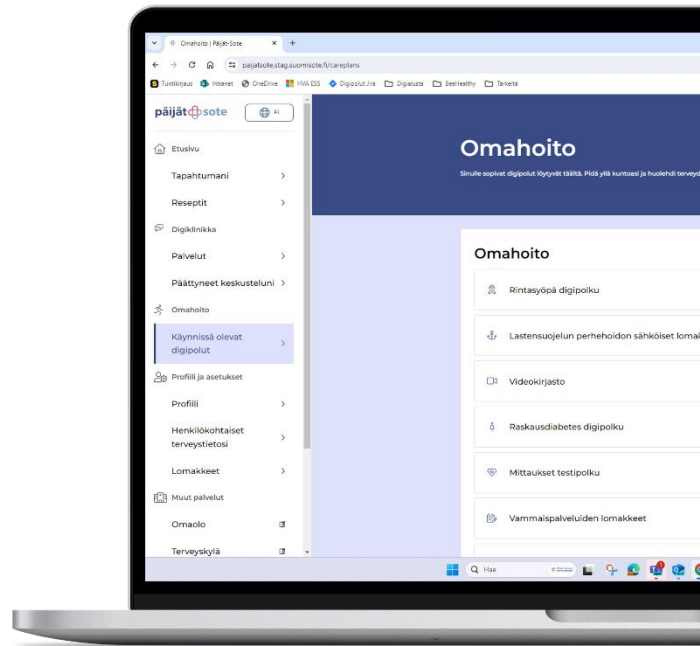 Omahoito | Päijät-Sote
paijatsote.stag.suomisote.fi/careplans
Tuntikirjaus Intranet OneDrive HVA ESS Digipolut Jira Digialusta BeeHealthy Tärkeitä
päijät sote FI
Etusivu
Tapahtumani
Reseptit
Digiklinikka
Palvelut
Päättyneet keskusteluni
Omahoito
Käynnissä olevat
digipolut
Profiili ja asetukset
Profiili
Henkilökohtaiset
terveystietosi
Lomakkeet
Muut palvelut
Omaolo
Terveyskylä
Omahoito
Sinulle sopivat digipolut löytyvät täältä. Pidä yllä kuntoasi ja huolehdi terveyd
Omahoito
Rintasyöpä digipolku
Lastensuojelun perhehoidon sähköiset lomak
Videokirjasto
Raskausdiabetes digipolku
Mittaukset testipolku
Vammaispalveluiden lomakkeet
Hae